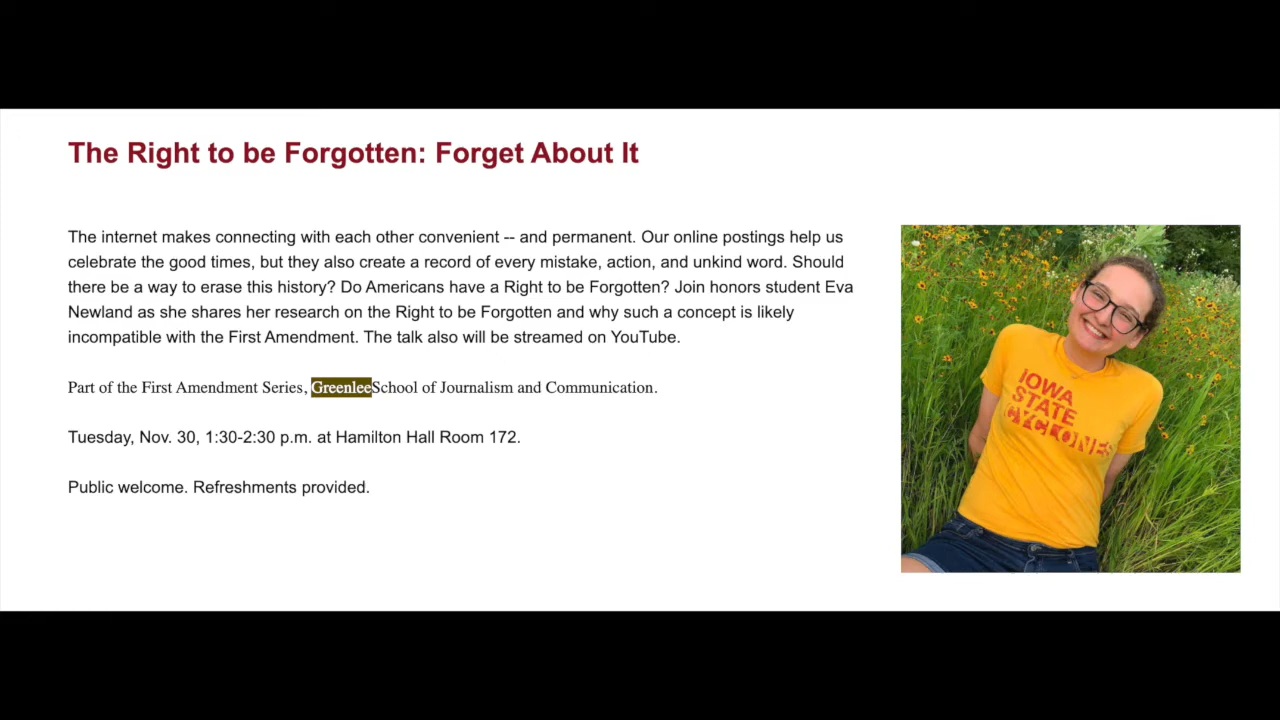 The Right to be Forgotten: Forget About It
The internet makes connecting with each other convenient -- and permanent. Our online postings help us
celebrate the good times, but they also create a record of every mistake, action, and unkind word. Should
there be a way to erase this history? Do Americans have a Right to be Forgotten? Join honors student Eva
Newland as she shares her research on the Right to be Forgotten and why such a concept is likely
incompatible with the First Amendment. The talk also will be streamed on YouTube.
Part of the First Amendment Series, GreenleeSchool of Journalism and Communication.
Tuesday, Nov. 30, 1:30-2:30 p.m. at Hamilton Hall Room 172.
Public welcome. Refreshments provided.
IOWA
STATE
CYCLONES